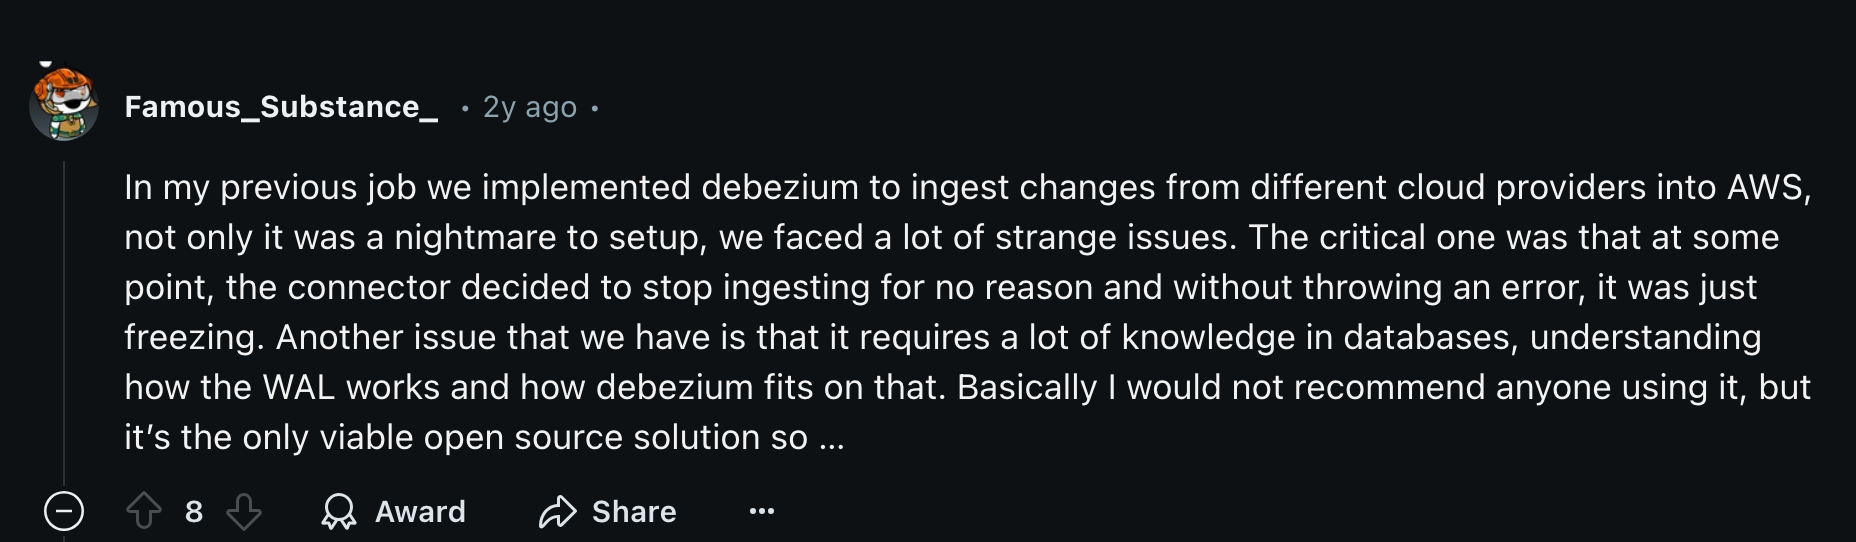 Famous_Substance_ • 2y ago •
In my previous job we implemented debezium to ingest changes from different cloud providers into AWS,
not only it was a nightmare to setup, we faced a lot of strange issues. The critical one was that at some
point, the connector decided to stop ingesting for no reason and without throwing an error, it was just
freezing. Another issue that we have is that it requires a lot of knowledge in databases, understanding
how the WAL works and how debezium fits on that. Basically I would not recommend anyone using it, but
it’s the only viable open source solution so ...
8 Award Share ...